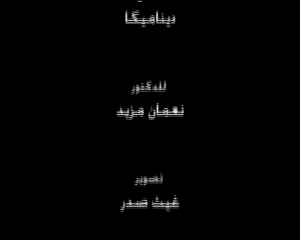 ديناميكا
للدكتور
نعمان مزيد
تصوير
غيث صدر